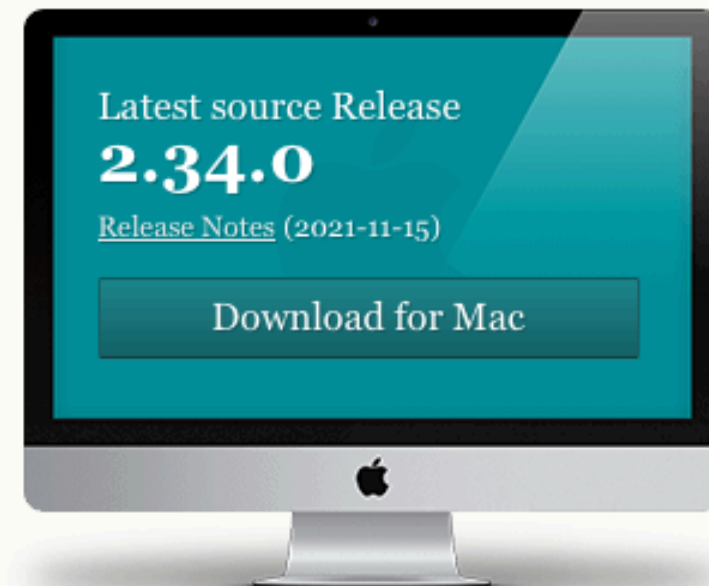 Latest source Release
2.34.0
Release Notes (2021-11-15)
Download for Mac